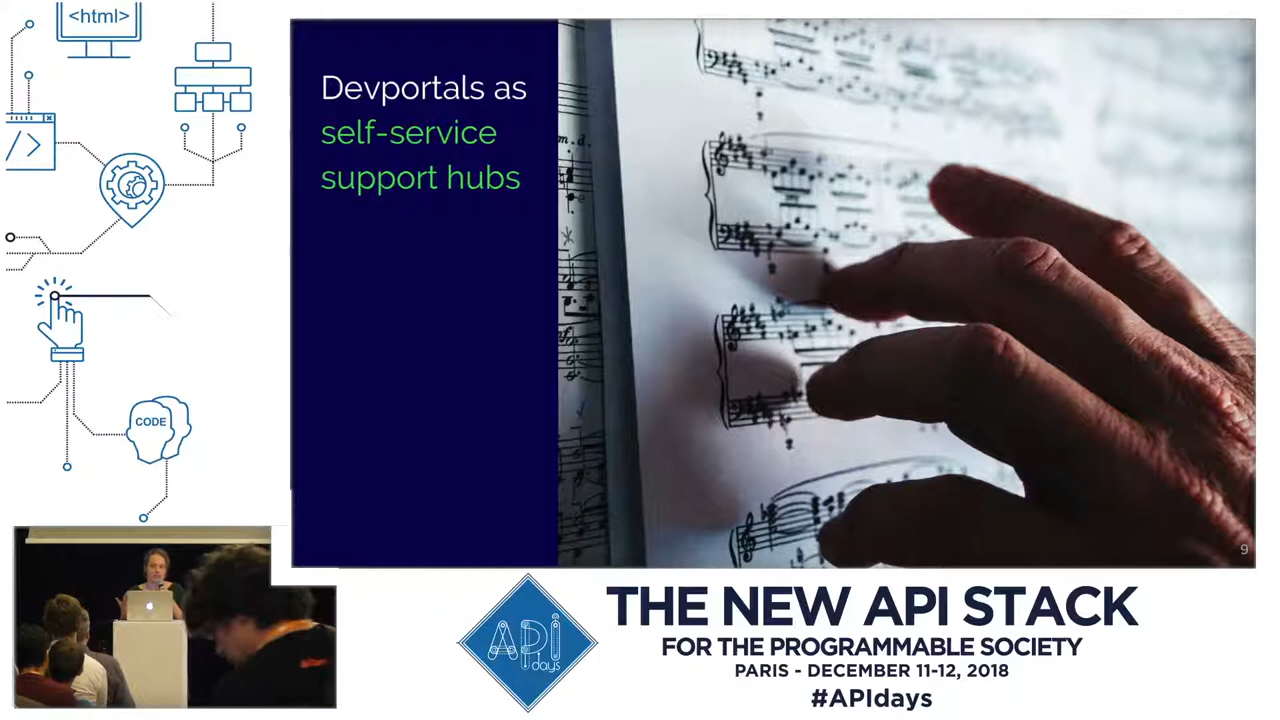 <html>
</>
CODE
Devportals as
self-service
support hubs
m.d.
9
API
days
THE NEW API STACK
FOR THE PROGRAMMABLE SOCIETY
PARIS - DECEMBER 11-12, 2018
#APIdays